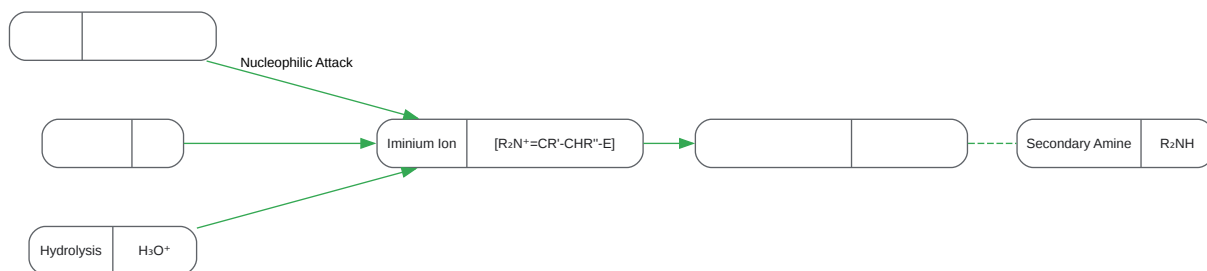 Nucleophilic Attack
Iminium Ion
[R₂N⁺=CR'-CHR''-E]
Secondary Amine
R₂NH
Hydrolysis
H₃O⁺